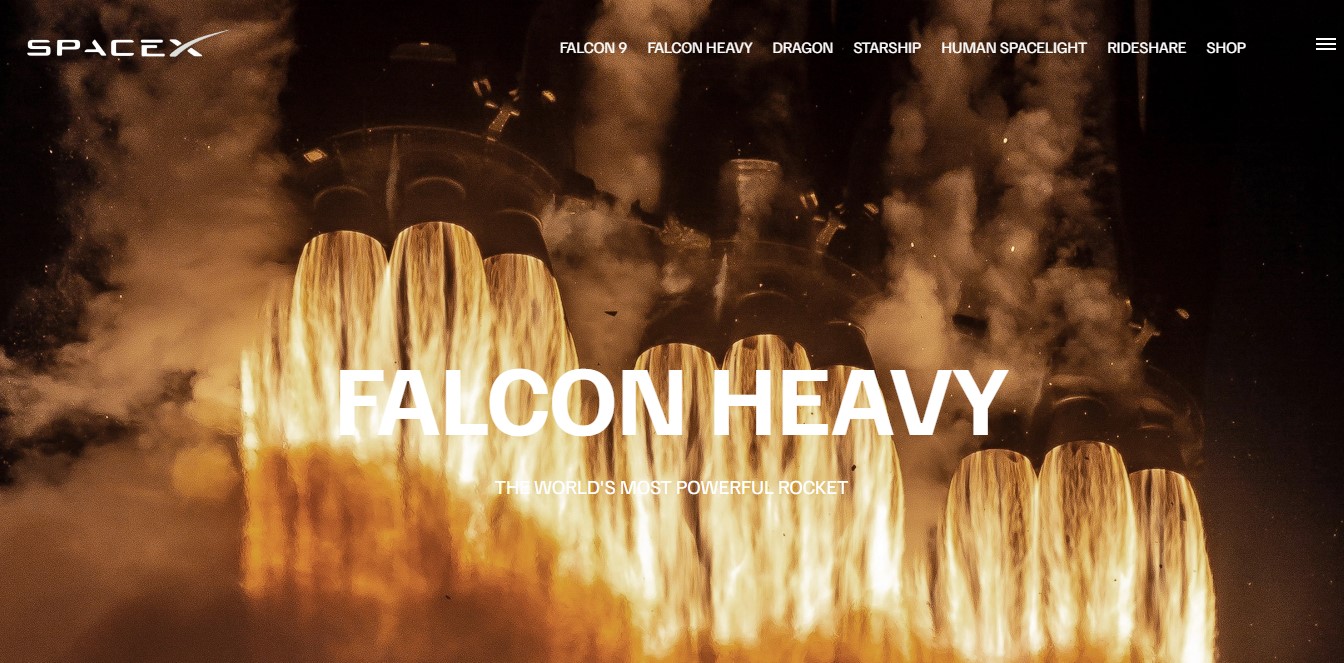 SPACEX
FALCON 9 FALCON HEAVY DRAGON STARSHIP HUMAN SPACELIGHT RIDESHARE SHOP
FALCON HEAVY
THE WORLD'S MOST POWERFUL ROCKET